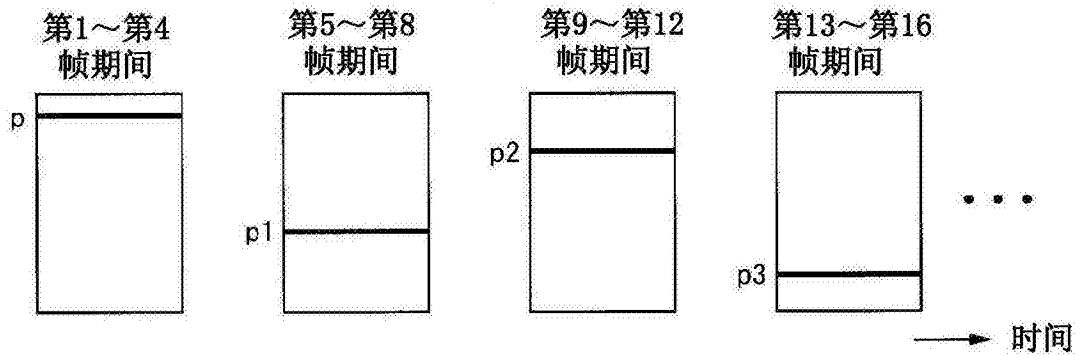 第1～第4
帧期间
第5～第8
帧期间
第9～第12
帧期间
第13～第16
帧期间
p
p1
p2
p3
时间